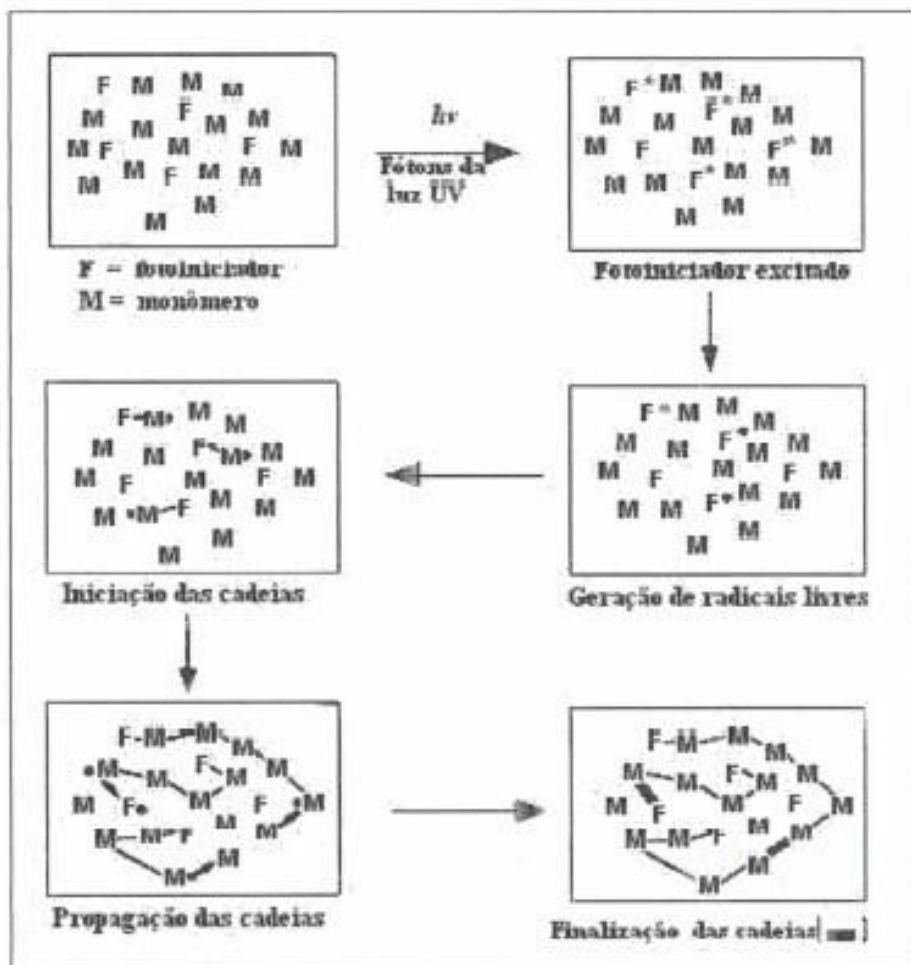 F M M M
M M F M M
M F M F M
M M F M M
M M
F = fotoiniciador
M = monômero
hν
Fótons da
luz UV
F* M M M
M M F* M M
M F M F* M
M M F* M M
M M
Fotoiniciador excitado
F* M M M
M M F• M M
M F M F M
M M F• M M
M M
Geração de radicais livres
F-M• M M
M M F-M• M
M F M F M
M •M-F M M
M M
Iniciação das cadeias
F-M-M-M-M
•M-M F-M •M
M F• M F
M-M-F M M
M-M
Propagação das cadeias
F-M-M-M-M
M-M F-M M
M F M F
M-M-F M M
M-M
Finalização das cadeias